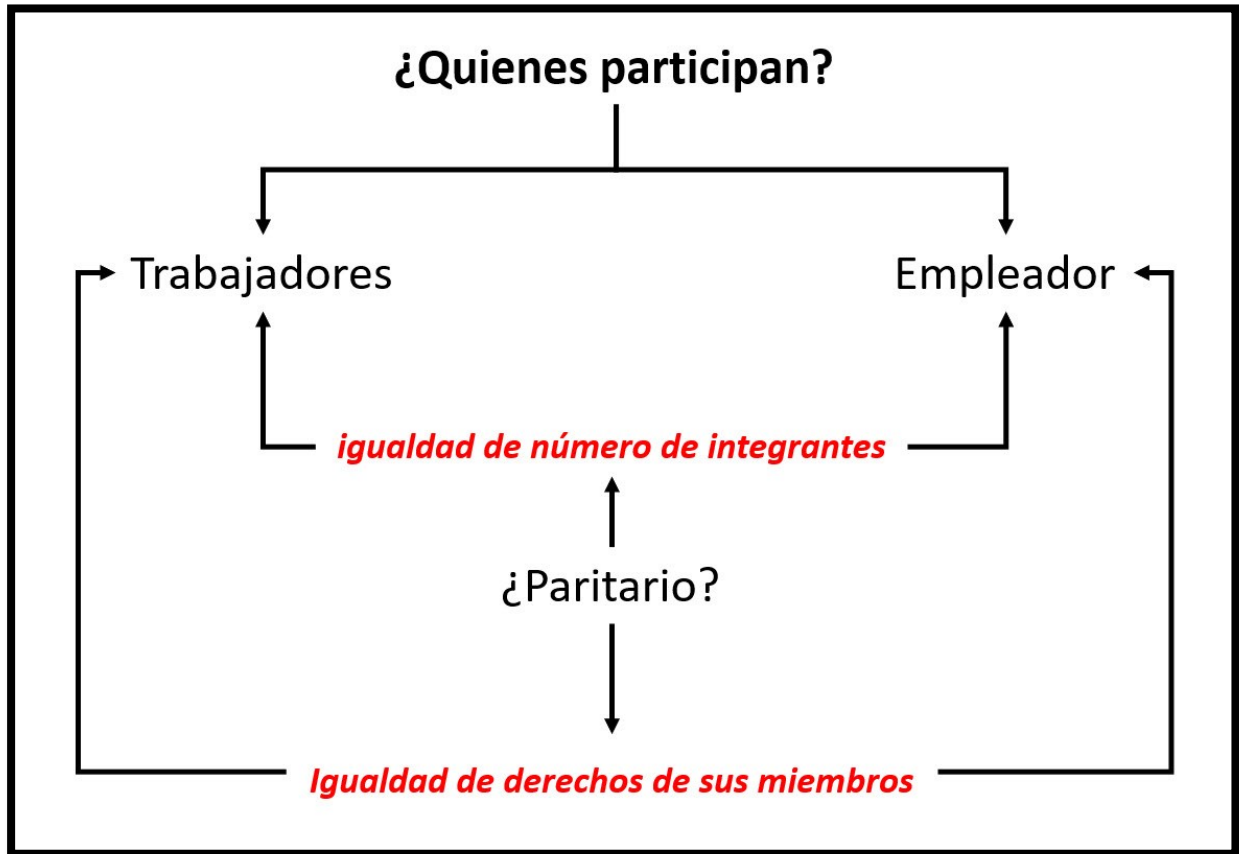 ¿Quienes participan?
Trabajadores
Empleador
igualdad de número de integrantes
¿Paritario?
Igualdad de derechos de sus miembros